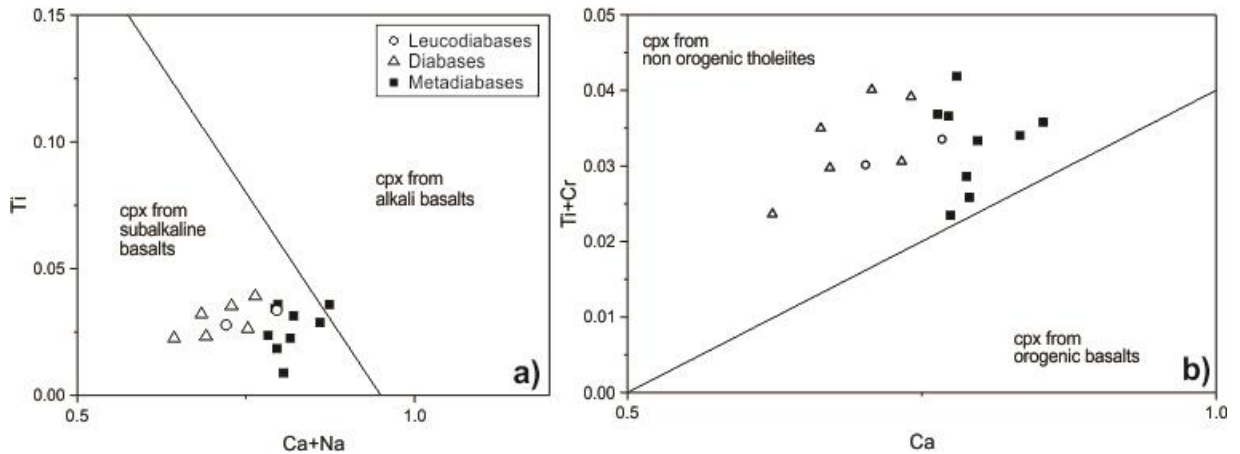 0.15
0.10
0.05
0.00
Ti
0.5
1.0
Ca+Na
Leucodiabases
Diabases
Metadiabases
cpx from
subalkaline
basalts
cpx from
alkali basalts
a)
0.05
0.04
0.03
0.02
0.01
0.00
Ti+Cr
0.5
1.0
Ca
cpx from
non orogenic tholeiites
cpx from
orogenic basalts
b)